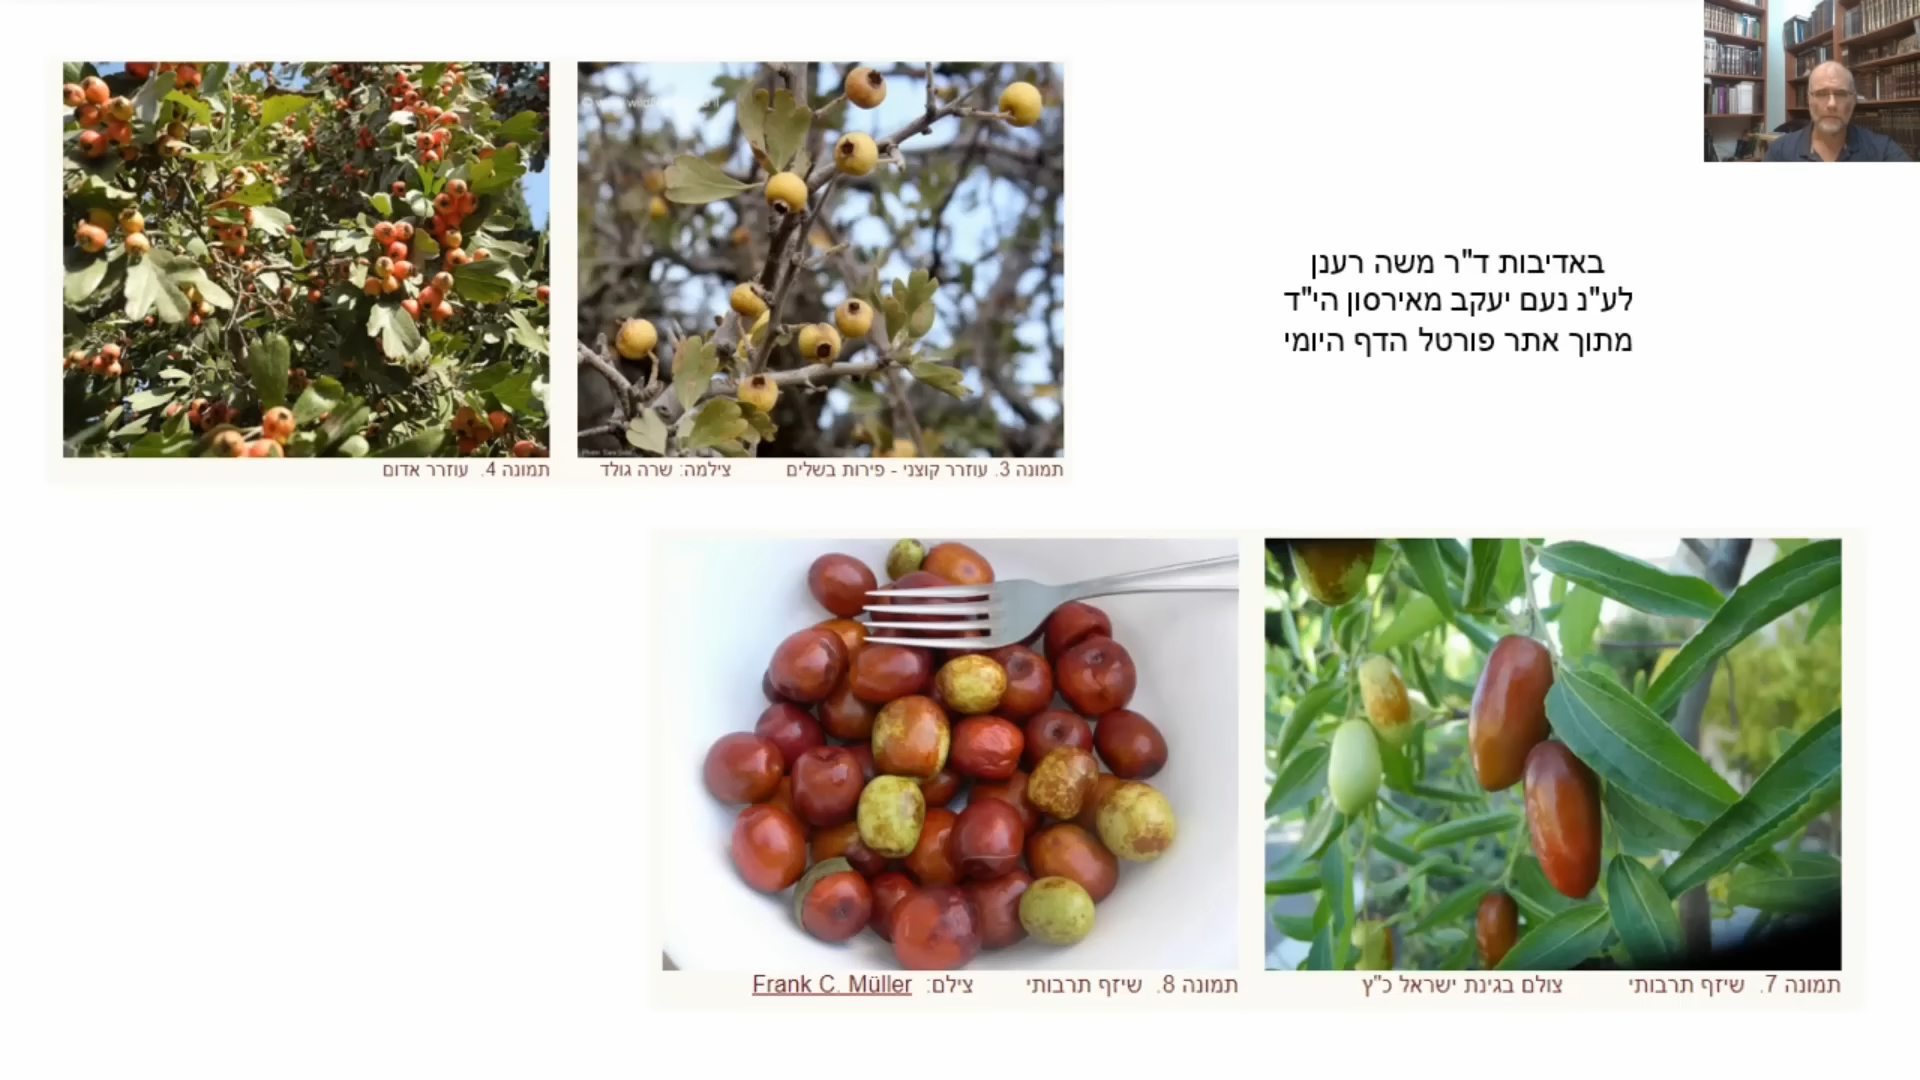 באדיבות ד"ר משה רענן
לע"נ נעם יעקב מאירסון הי"ד
מתוך אתר פורטל הדף היומי
תמונה 3. עוזרר קוצני - פירות בשלים צילמה: שרה גולד
תמונה 4. עוזרר אדום
תמונה 7. שיזף תרבותי צולם בגינת ישראל כ"ץ
תמונה 8. שיזף תרבותי צילם: Frank C. Müller